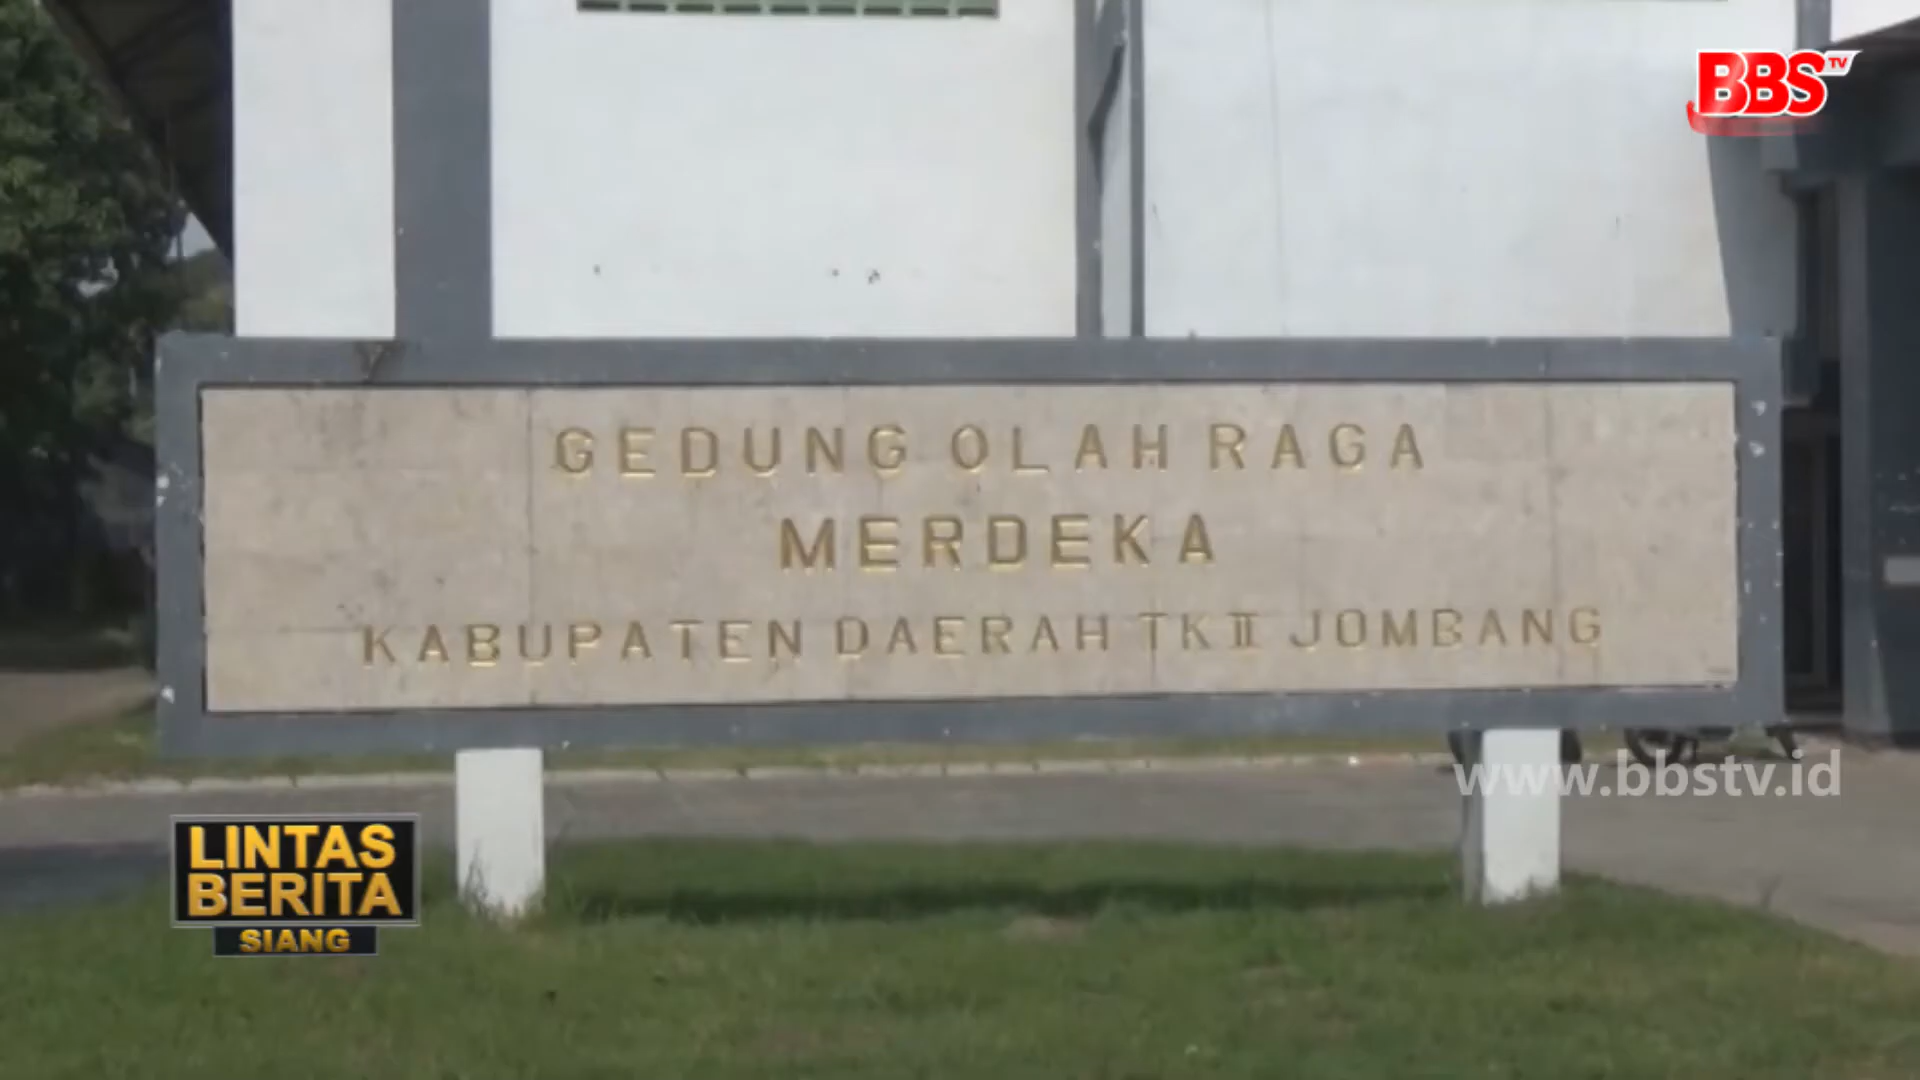 BBS TV
GEDUNG OLAH RAGA
MERDEKA
KABUPATEN DAERAH TK II JOMBANG
www.bbstv.id
LINTAS
BERITA
SIANG